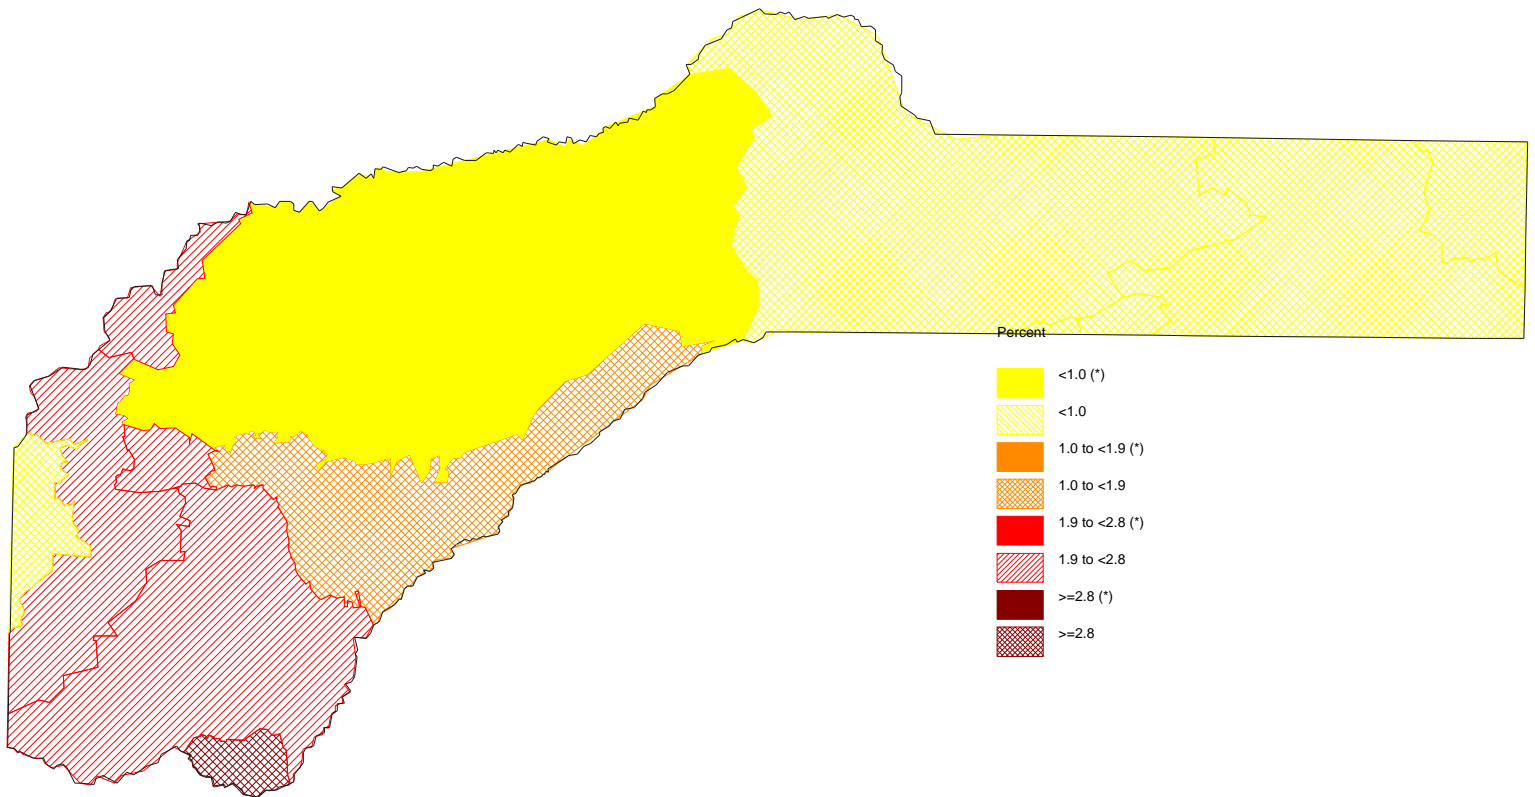 Percent
<1.0 (*)
<1.0
1.0 to <1.9 (*)
1.0 to <1.9
1.9 to <2.8 (*)
1.9 to <2.8
>=2.8 (*)
>=2.8